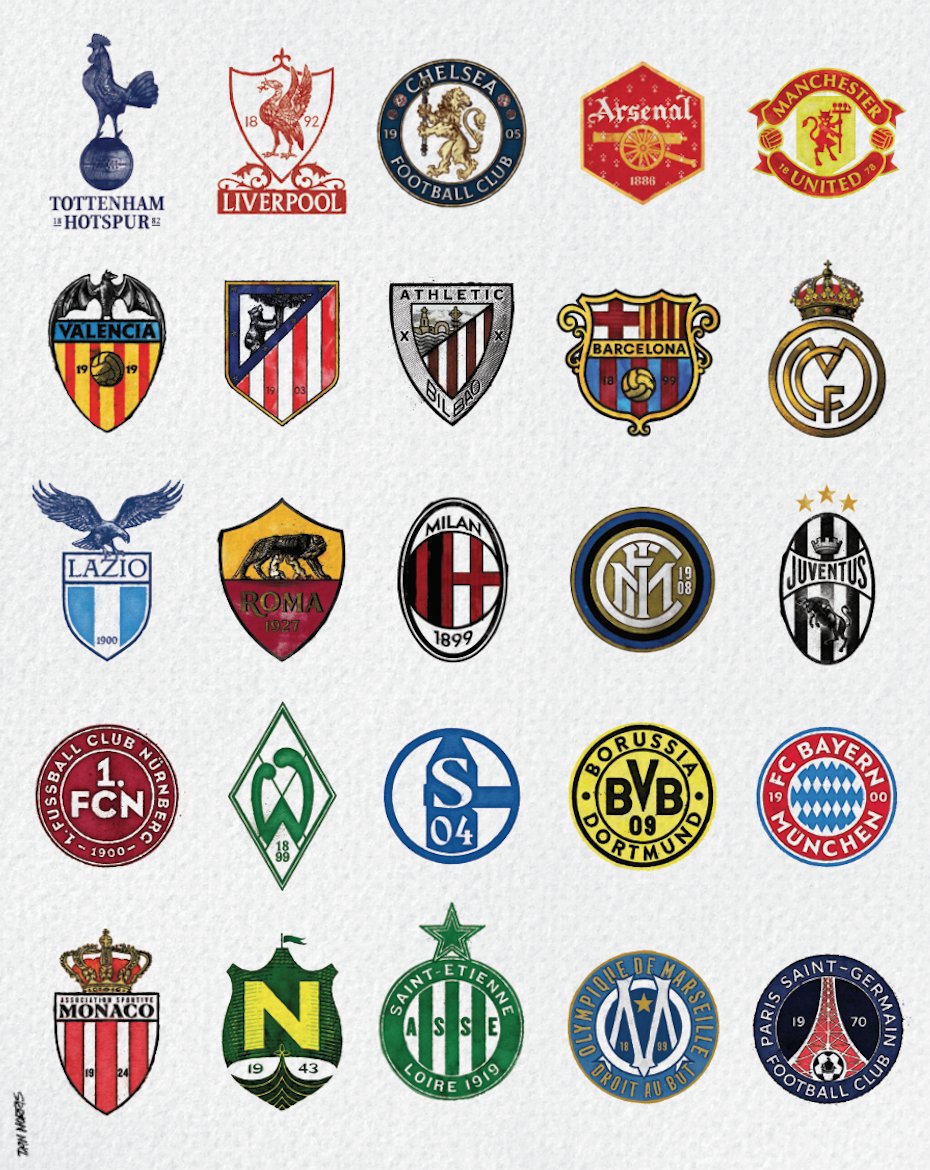 TOTTENHAM
18 HOTSPUR 82
18 92
LIVERPOOL
CHELSEA
19 05
FOOTBALL CLUB
Arsenal
1886
MANCHESTER
18 78
UNITED
VALENCIA
19 19
19 03
ATHLETIC
X X
BILBAO
BARCELONA
18 99
MCF
LAZIO
1900
ROMA
1927
MILAN
1899
FCIM
19
08
JUVENTUS
1. FUSSBALL CLUB NÜRNBERG
1.
FCN
-1900-
W
18
99
S
04
BORUSSIA
BVB
09
DORTMUND
FC BAYERN
19 00
MÜNCHEN
ASSOCIATION SPORTIVE
MONACO
19 24
N
19 43
SAINT-ETIENNE
ASSE
LOIRE 1919
OLYMPIQUE DE MARSEILLE
M
18 99
DROIT AU BUT
PARIS SAINT-GERMAIN
19 70
FOOTBALL CLUB
IAIN MORRIS